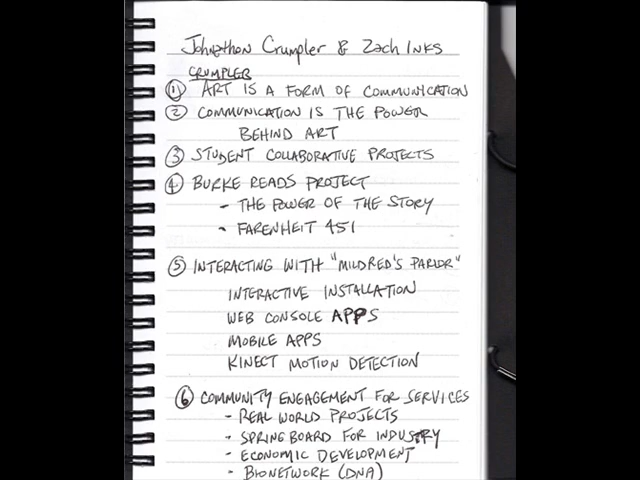 Johnathon Crumpler & Zach Inks
CRUMPLER
① ART IS A FORM OF COMMUNICATION
② COMMUNICATION IS THE POWER
BEHIND ART
③ STUDENT COLLABORATIVE PROJECTS
④ BURKE READS PROJECT
- THE POWER OF THE STORY
- FARENHEIT 451
⑤ INTERACTING WITH "MILDRED'S PARLOR"
INTERACTIVE INSTALLATION
WEB CONSOLE APPS
MOBILE APPS
KINECT MOTION DETECTION
⑥ COMMUNITY ENGAGEMENT FOR SERVICES
- REAL WORLD PROJECTS
- SPRINGBOARD FOR INDUSTRY
- ECONOMIC DEVELOPMENT
- BIONETWORK (DNA)